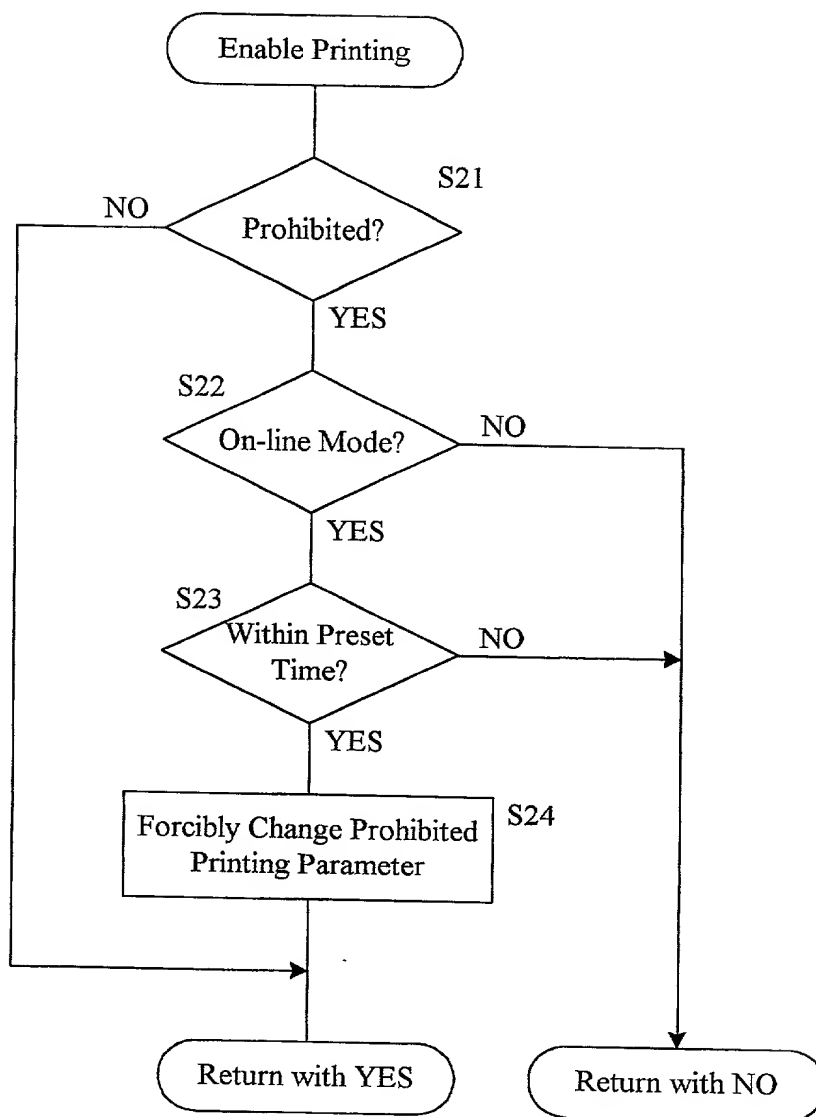 Enable Printing
S21
NO
Prohibited?
YES
S22
On-line Mode?
NO
YES
S23
Within Preset
Time?
NO
YES
S24
Forcibly Change Prohibited
Printing Parameter
Return with YES
Return with NO